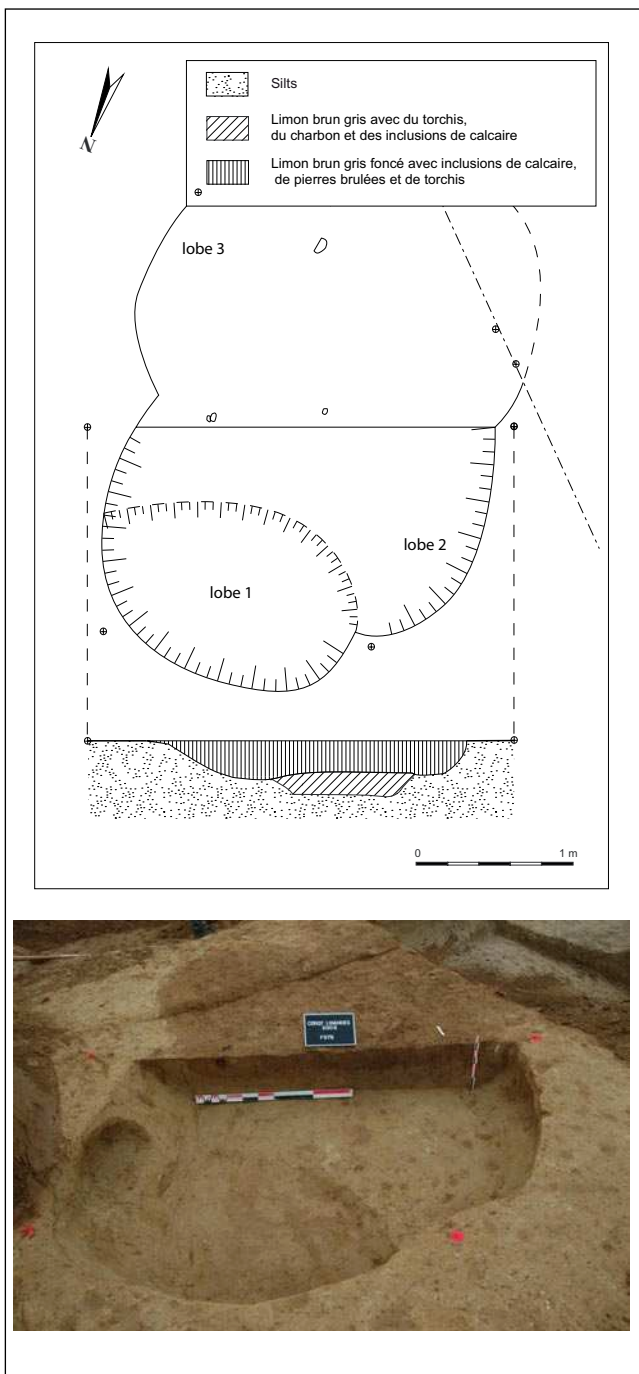 Silts
Limon brun gris avec du torchis,
du charbon et des inclusions de calcaire
Limon brun gris foncé avec inclusions de calcaire,
de pierres brulées et de torchis
N
lobe 3
lobe 2
lobe 1
0 1 m